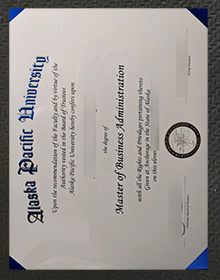 Alaska Pacific University
Upon the recommendation of the Faculty and by virtue of the
Authority vested in the Board of Trustees
Alaska Pacific University hereby confers upon
the degree of
Master of Business Administration
with all the Rights and Privileges pertaining thereto
Given at Anchorage in the State of Alaska
on this date: